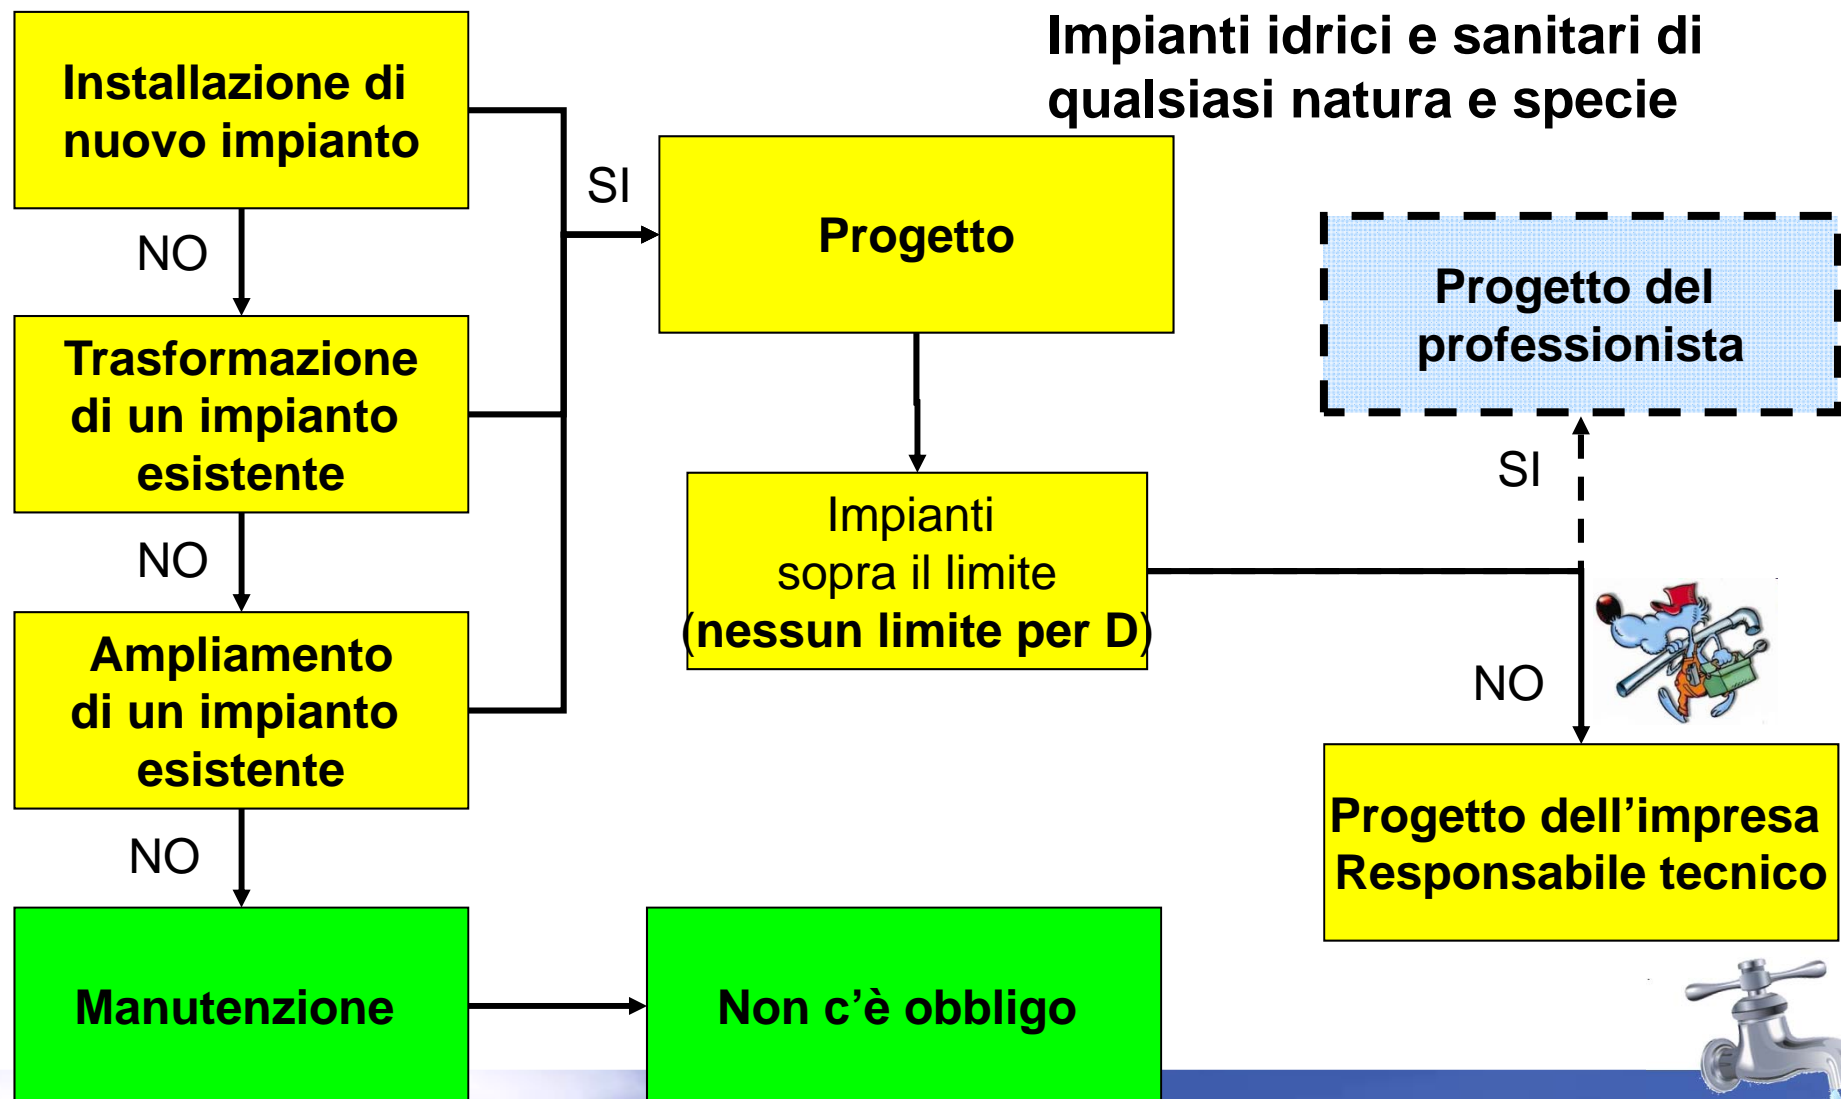 Impianti idrici e sanitari di
qualsiasi natura e specie
Installazione di
nuovo impianto
SI
Progetto
NO
Progetto del
professionista
Trasformazione
di un impianto
esistente
SI
Impianti
sopra il limite
(nessun limite per D)
NO
Ampliamento
di un impianto
esistente
NO
Progetto dell’impresa
Responsabile tecnico
NO
Manutenzione
Non c’è obbligo